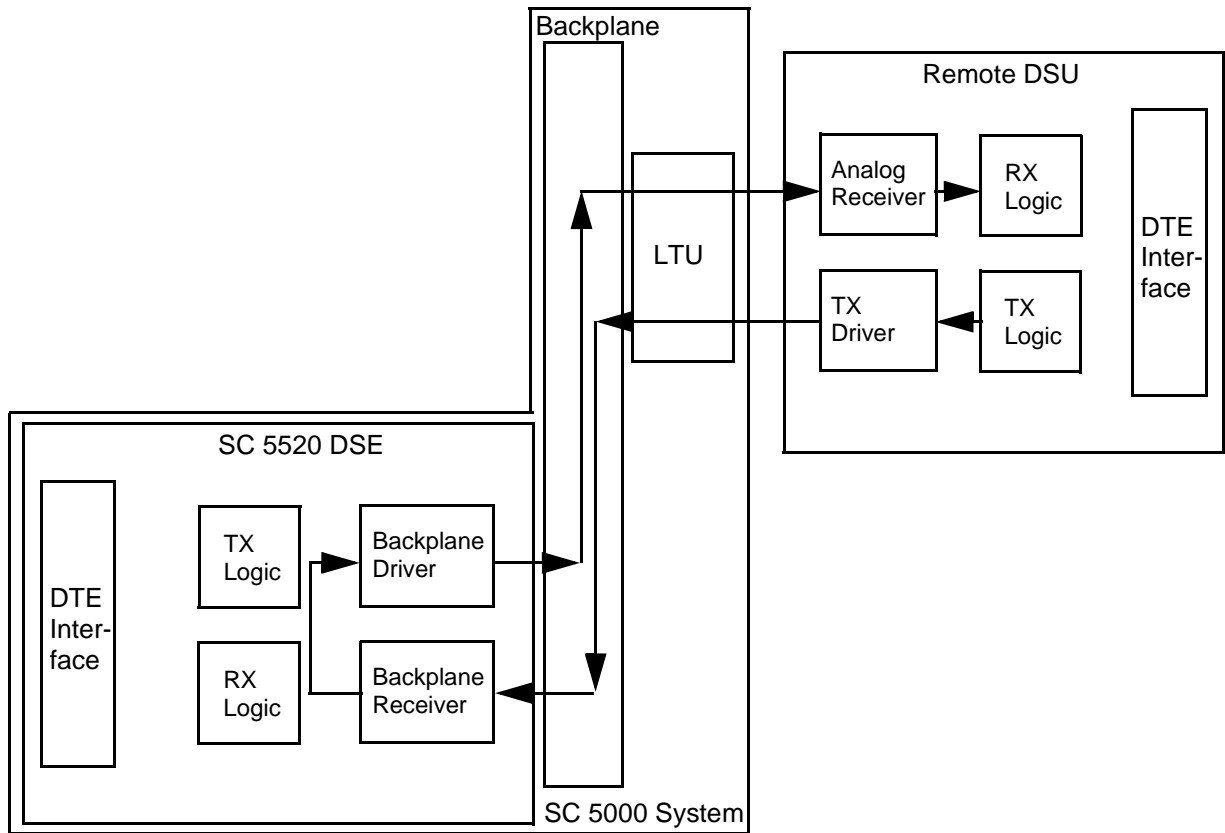 Backplane
Remote DSU
Analog
Receiver
RX
Logic
DTE
Inter-
face
LTU
TX
Driver
TX
Logic
SC 5520 DSE
DTE
Inter-
face
TX
Logic
Backplane
Driver
RX
Logic
Backplane
Receiver
SC 5000 System